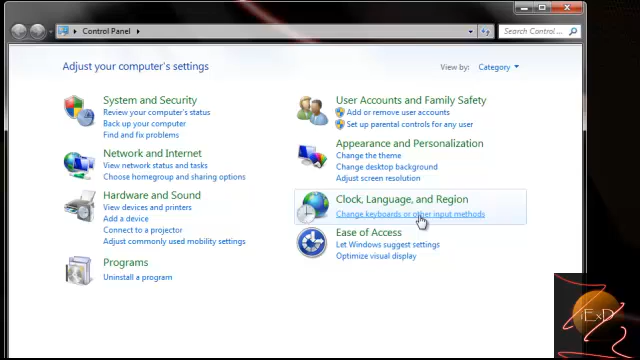 Control Panel
Search Control...
Adjust your computer's settings
View by: Category
System and Security
Review your computer's status
Back up your computer
Find and fix problems
Network and Internet
View network status and tasks
Choose homegroup and sharing options
Hardware and Sound
View devices and printers
Add a device
Connect to a projector
Adjust commonly used mobility settings
Programs
Uninstall a program
User Accounts and Family Safety
Add or remove user accounts
Set up parental controls for any user
Appearance and Personalization
Change the theme
Change desktop background
Adjust screen resolution
Clock, Language, and Region
Change keyboards or other input methods
Ease of Access
Let Windows suggest settings
Optimize visual display